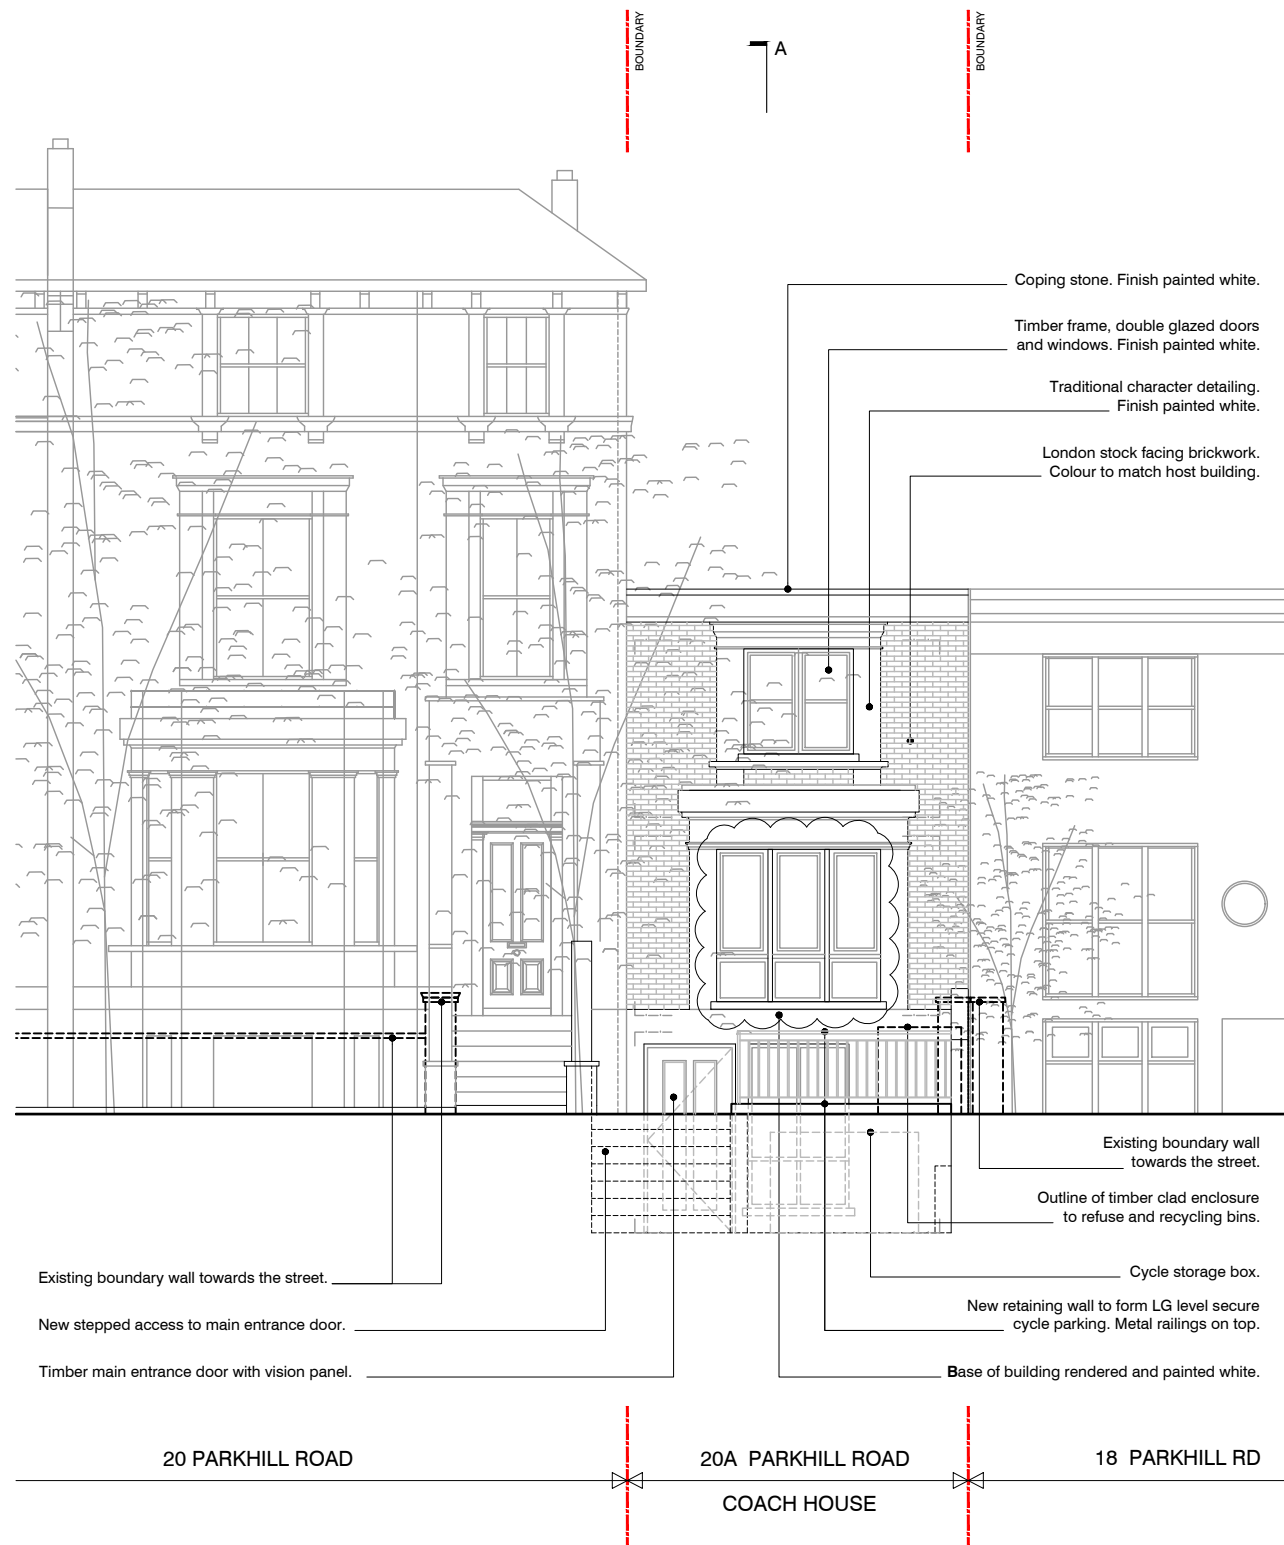 BOUNDARY
BOUNDARY
A
Coping stone. Finish painted white.
Timber frame, double glazed doors
and windows. Finish painted white.
Traditional character detailing.
Finish painted white.
London stock facing brickwork.
Colour to match host building.
Existing boundary wall
towards the street.
Outline of timber clad enclosure
to refuse and recycling bins.
Cycle storage box.
New retaining wall to form LG level secure
cycle parking. Metal railings on top.
Base of building rendered and painted white.
Existing boundary wall towards the street.
New stepped access to main entrance door.
Timber main entrance door with vision panel.
20 PARKHILL ROAD
20A PARKHILL ROAD
18 PARKHILL RD
COACH HOUSE